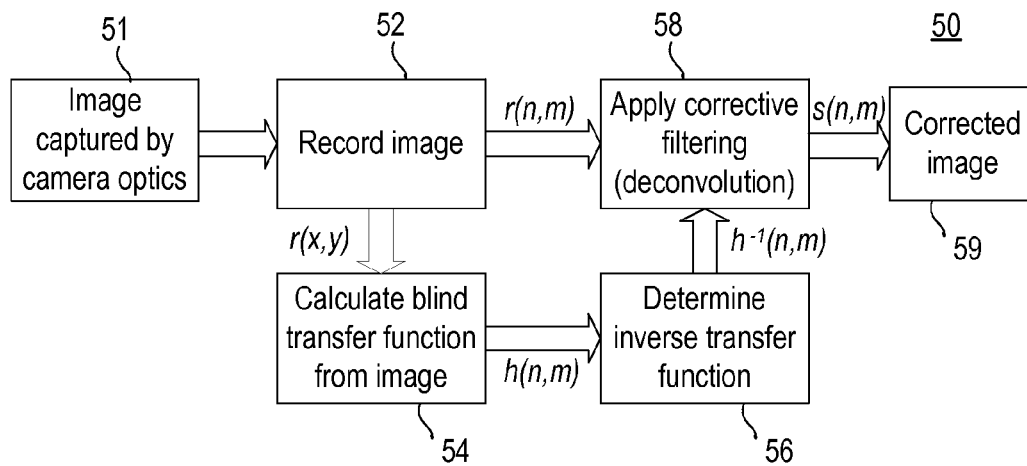 51
52
58
50
Image
captured by
camera optics
Record image
r(n,m)
Apply corrective
filtering
(deconvolution)
s(n,m)
Corrected
image
59
r(x,y)
h⁻¹(n,m)
Calculate blind
transfer function
from image
h(n,m)
Determine
inverse transfer
function
54
56